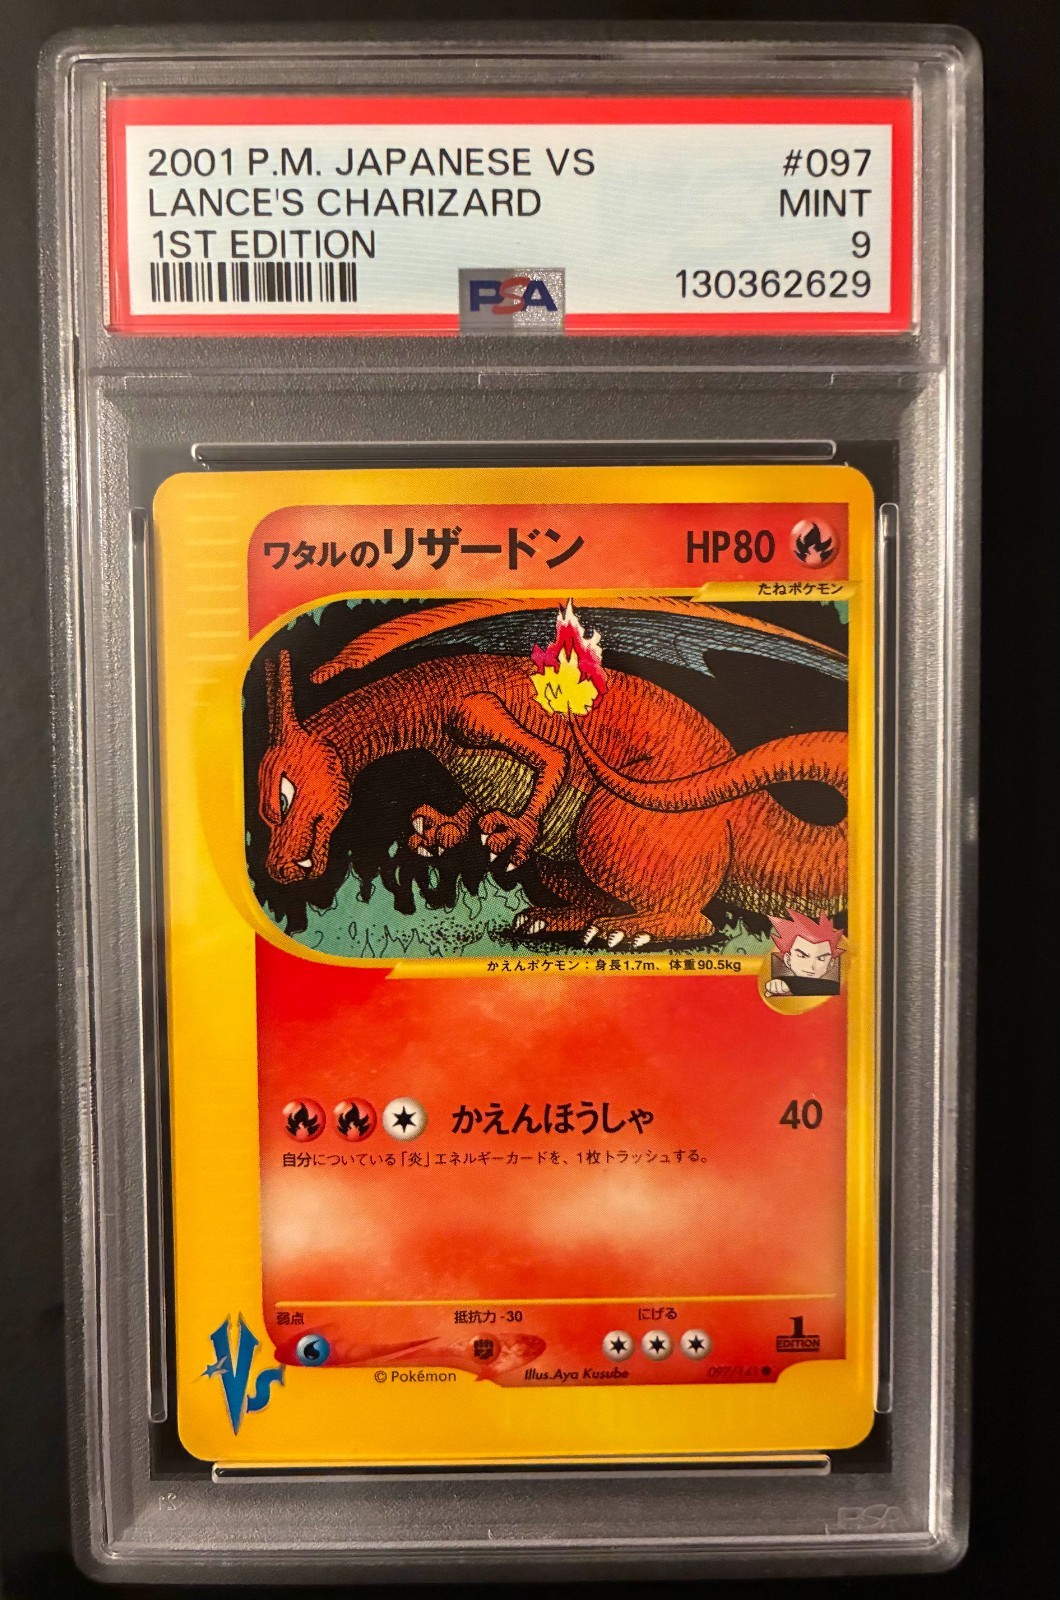 2001 P.M. JAPANESE VS #097
LANCE'S CHARIZARD MINT
1ST EDITION 9
PSA 130362629
ワタルのリザードン HP80
たねポケモン
かえんポケモン：身長1.7m、体重90.5kg
かえんほうしゃ 40
自分についている「炎」エネルギーカードを、1枚トラッシュする。
弱点 抵抗力-30 にげる
1 EDITION
VS
©Pokémon Illus.Aya Kusube 097/141
PSA